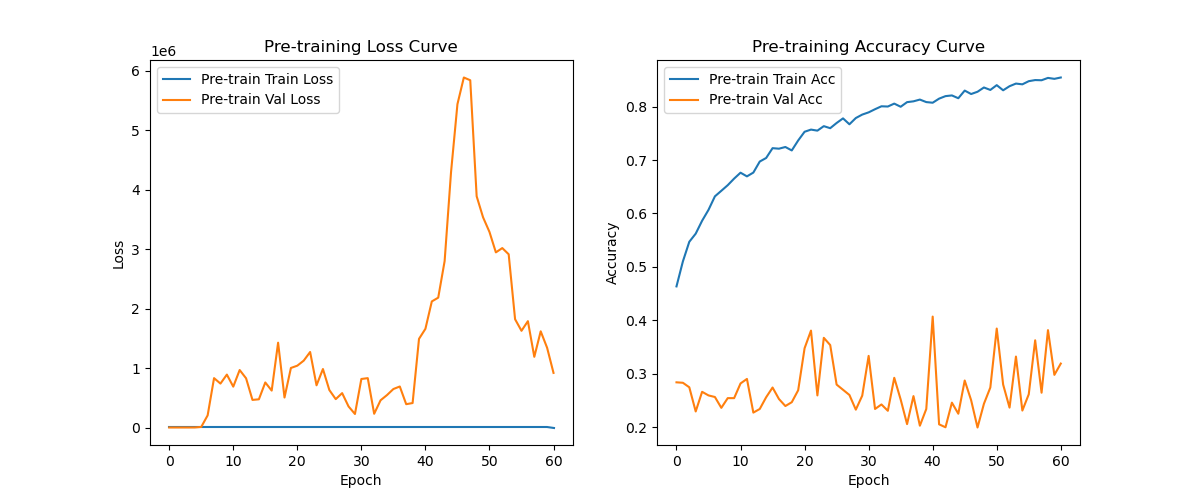 Pre-training Loss Curve
1e6
Pre-train Train Loss
Pre-train Val Loss
6
5
4
3
2
1
0
Loss
0 10 20 30 40 50 60
Epoch
Pre-training Accuracy Curve
Pre-train Train Acc
Pre-train Val Acc
0.8
0.7
0.6
0.5
0.4
0.3
0.2
Accuracy
0 10 20 30 40 50 60
Epoch